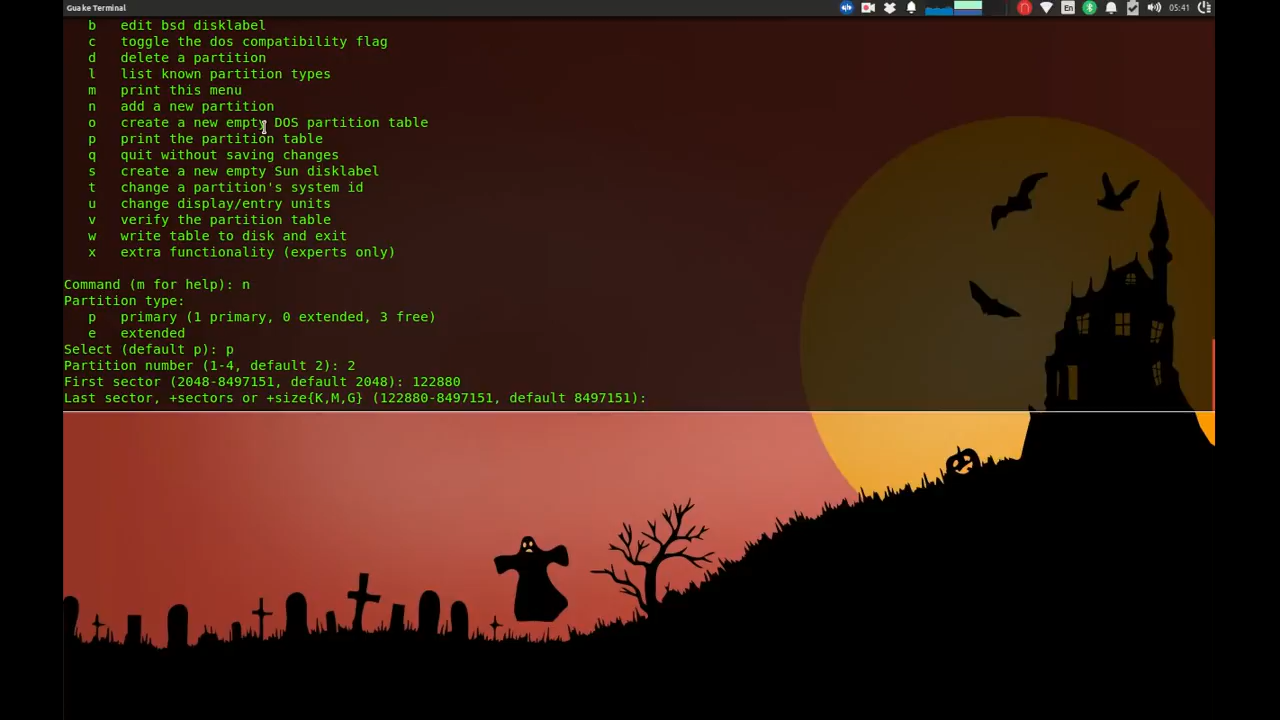 Guake Terminal
En
05:41
b edit bsd disklabel
c toggle the dos compatibility flag
d delete a partition
l list known partition types
m print this menu
n add a new partition
o create a new empty DOS partition table
p print the partition table
q quit without saving changes
s create a new empty Sun disklabel
t change a partition's system id
u change display/entry units
v verify the partition table
w write table to disk and exit
x extra functionality (experts only)
Command (m for help): n
Partition type:
p primary (1 primary, 0 extended, 3 free)
e extended
Select (default p): p
Partition number (1-4, default 2): 2
First sector (2048-8497151, default 2048): 122880
Last sector, +sectors or +size{K,M,G} (122880-8497151, default 8497151):